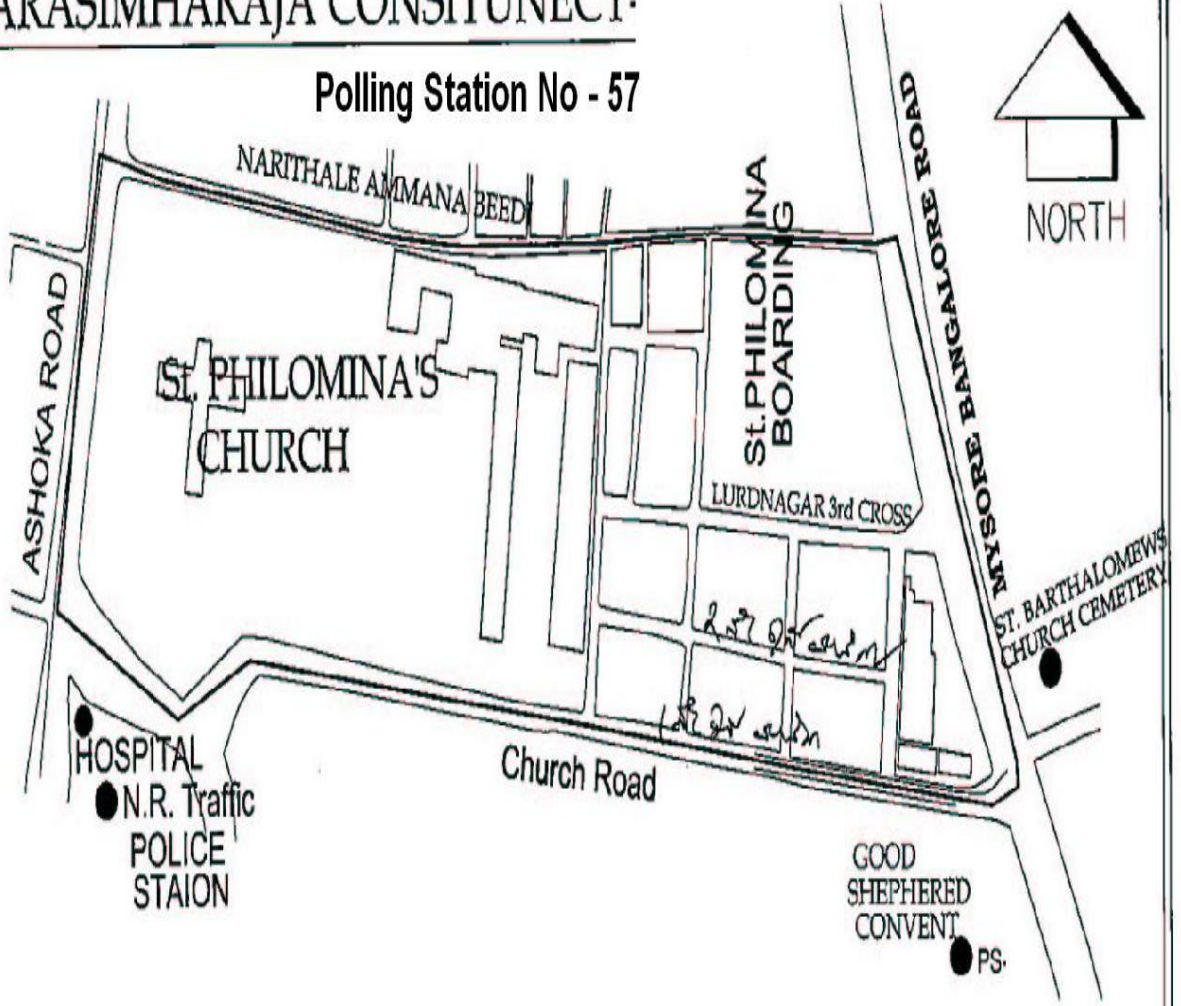 ARASIMHARAJA CONSITUNECY.
Polling Station No - 57
NARITHALE AMMANA BEEDI
MYSORE BANGALORE ROAD
NORTH
ASHOKA ROAD
St. PHILOMINA'S
CHURCH
St.PHILOMINA
BOARDING
LURDNAGAR 3rd CROSS
ST. BARTHALOMEWS
CHURCH CEMETERY
HOSPITAL
N.R. Traffic
POLICE
STAION
Church Road
GOOD
SHEPHERED
CONVENT
PS.